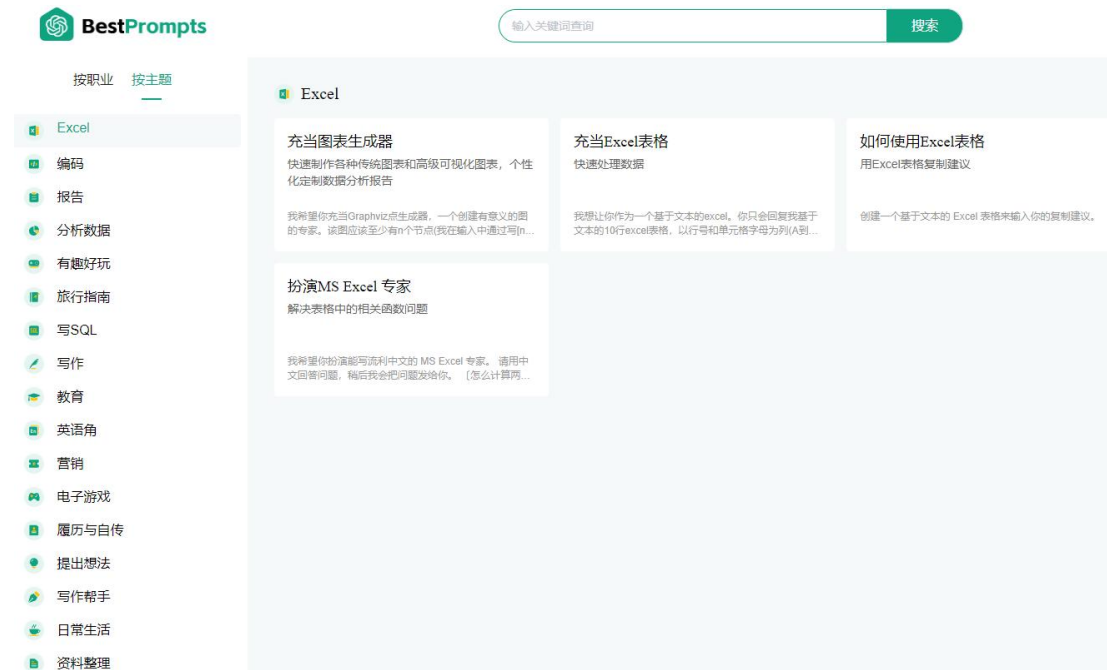 BestPrompts
输入关键词查询
搜索
按职业 按主题
Excel
编码
报告
分析数据
有趣好玩
旅行指南
写SQL
写作
教育
英语角
营销
电子游戏
履历与自传
提出想法
写作帮手
日常生活
资料整理
Excel
充当图表生成器
快速制作各种传统图表和高级可视化图表，个性
化定制数据分析报告
我希望你充当Graphviz点生成器，一个创建有意义的图
的专家。该图应该至少有n个节点(我在输入中通过写[n...
充当Excel表格
快速处理数据
我想让你作为一个基于文本的excel。你只会回复我基于
文本的10行excel表格，以行号和单元格字母为列(A到...
如何使用Excel表格
用Excel表格复制建议
创建一个基于文本的 Excel 表格来输入你的复制建议。
扮演MS Excel 专家
解决表格中的相关函数问题
我希望你扮演能写流利中文的 MS Excel 专家。 请用中
文回答问题，稍后我会把问题发给你。 〔怎么计算两...